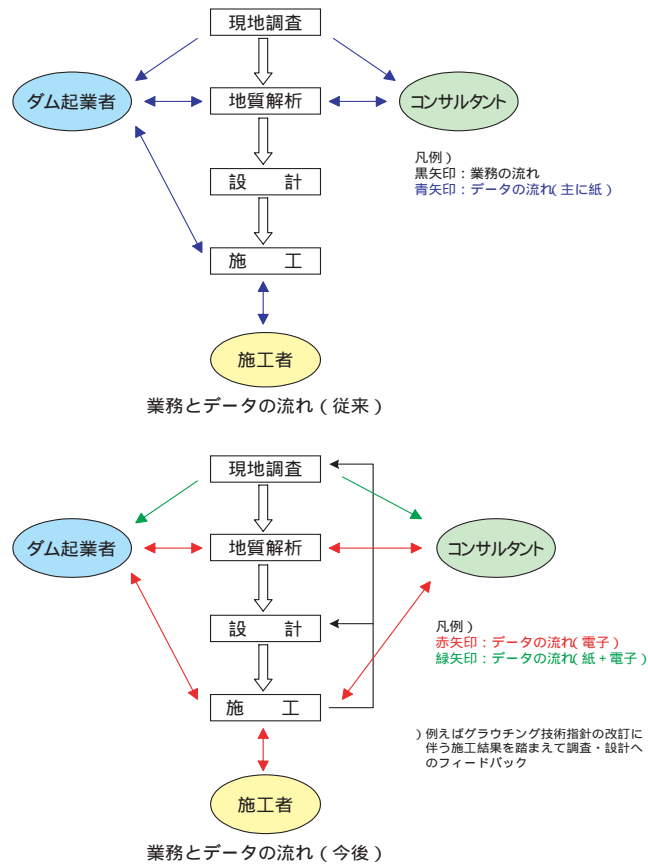 現地調査
ダム起業者
地質解析
コンサルタント
凡例）
黒矢印：業務の流れ
青矢印：データの流れ（主に紙）
設　計
施　工
施工者
業務とデータの流れ（従来）
現地調査
ダム起業者
地質解析
コンサルタント
凡例）
赤矢印：データの流れ（電子）
緑矢印：データの流れ（紙＋電子）
設　計
施　工
）例えばグラウチング技術指針の改訂に
伴う施工結果を踏まえて調査・設計へ
のフィードバック
施工者
業務とデータの流れ（今後）